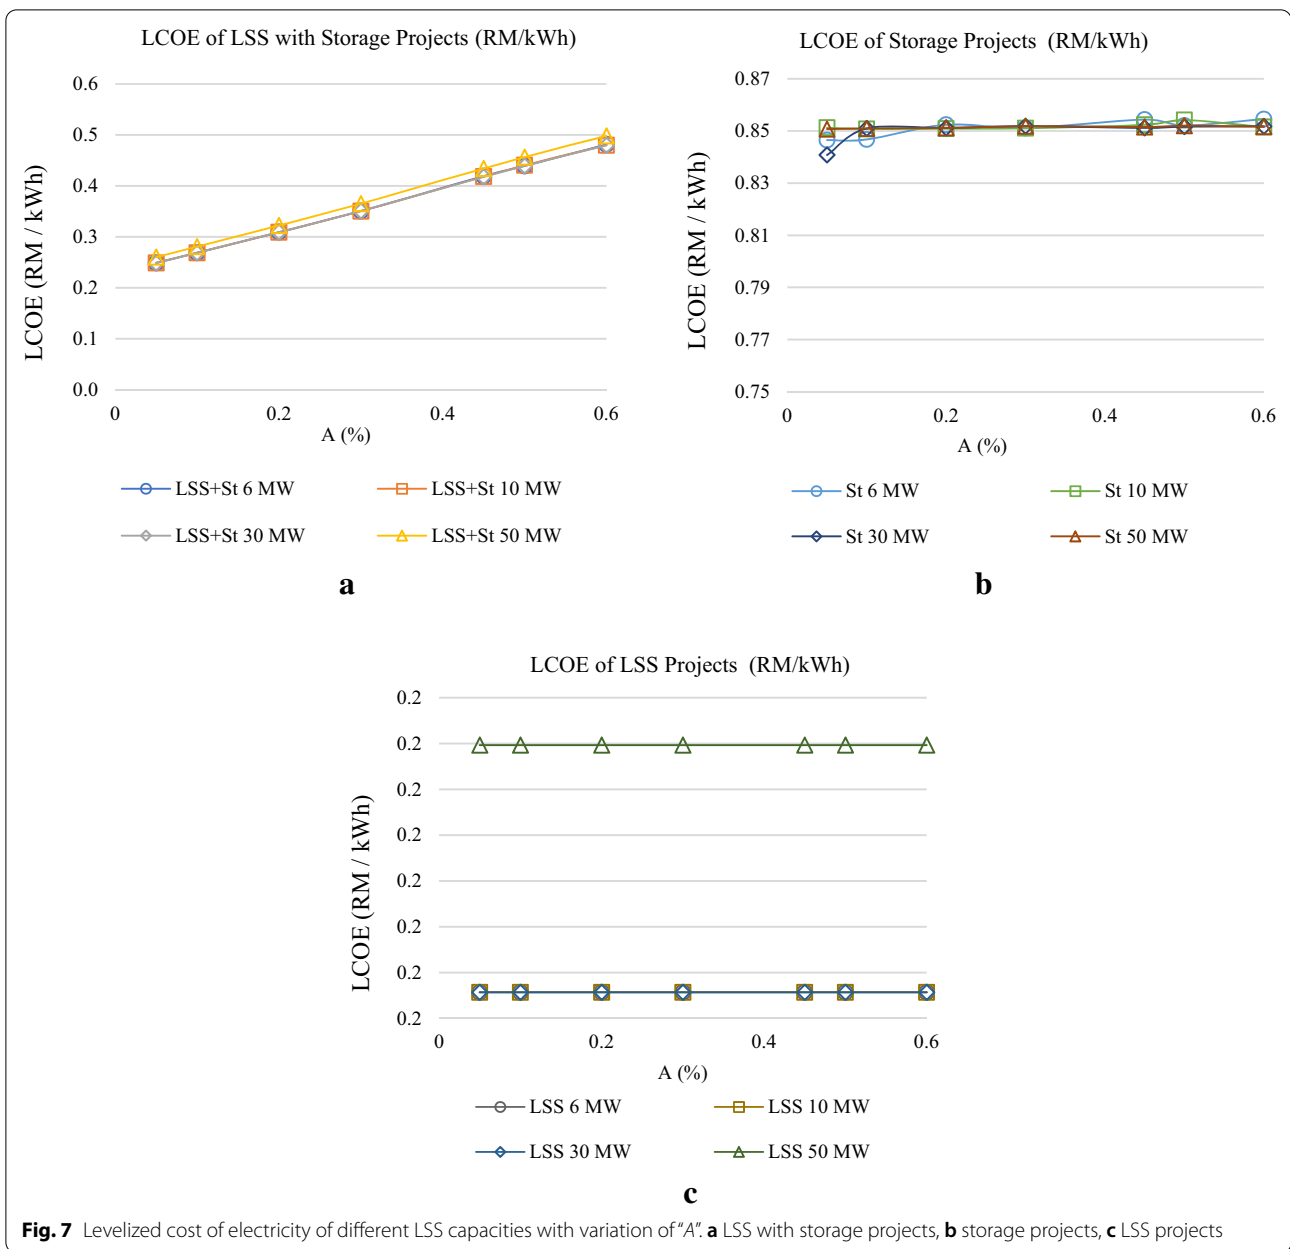 LCOE of LSS with Storage Projects (RM/kWh)
0.6
0.5
0.4
0.3
0.2
0.1
0.0
LCOE (RM / kWh)
0 0.2 0.4 0.6
A (%)
LSS+St 6 MW LSS+St 10 MW
LSS+St 30 MW LSS+St 50 MW
a
LCOE of Storage Projects (RM/kWh)
0.87
0.85
0.83
0.81
0.79
0.77
0.75
LCOE (RM / kWh)
0 0.2 0.4 0.6
A (%)
St 6 MW St 10 MW
St 30 MW St 50 MW
b
LCOE of LSS Projects (RM/kWh)
0.2
0.2
0.2
0.2
0.2
0.2
0.2
0.2
LCOE (RM / kWh)
0 0.2 0.4 0.6
A (%)
LSS 6 MW LSS 10 MW
LSS 30 MW LSS 50 MW
c
Fig. 7 Levelized cost of electricity of different LSS capacities with variation of “A”. a LSS with storage projects, b storage projects, c LSS projects